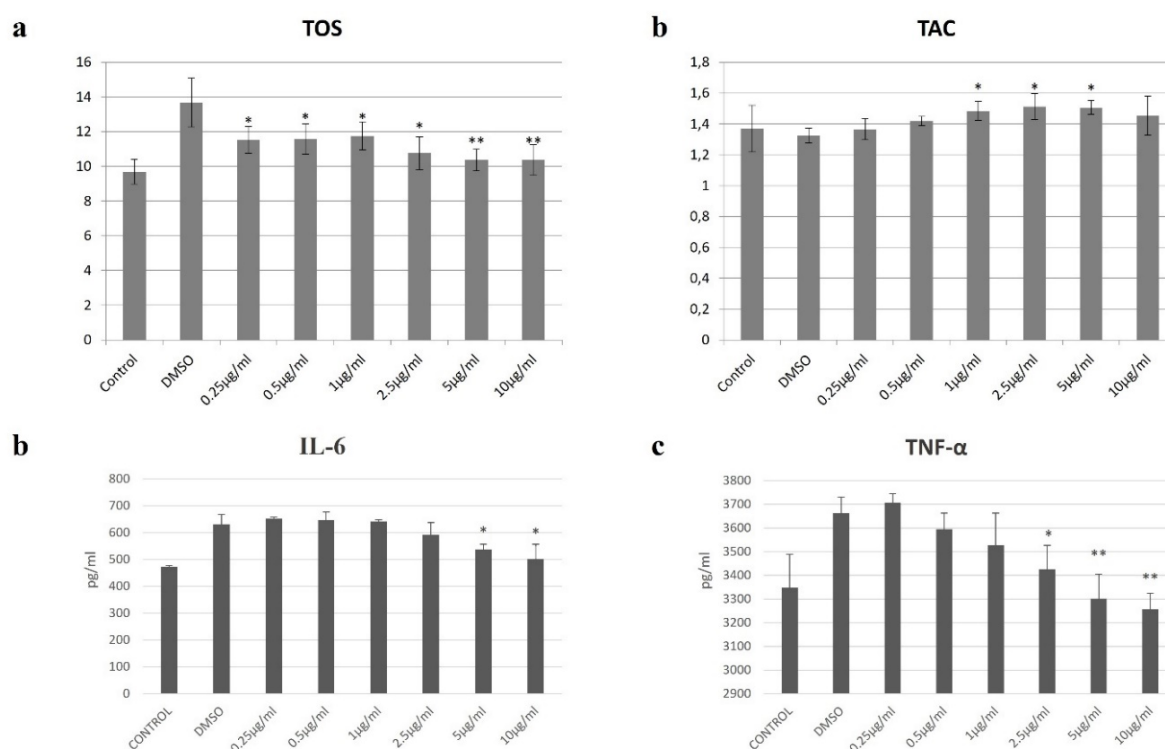 a
TOS
16
14
12
10
8
6
4
2
0
* * * * ** **
Control DMSO 0.25µg/ml 0.5µg/ml 1µg/ml 2.5µg/ml 5µg/ml 10µg/ml
b
TAC
1,8
1,6
1,4
1,2
1
0,8
0,6
0,4
0,2
0
* * *
Control DMSO 0.25µg/ml 0.5µg/ml 1µg/ml 2.5µg/ml 5µg/ml 10µg/ml
b
IL-6
pg/ml
800
700
600
500
400
300
200
100
0
* *
CONTROL DMSO 0.25µg/ml 0.5µg/ml 1µg/ml 2.5µg/ml 5µg/ml 10µg/ml
c
TNF-α
pg/ml
3800
3700
3600
3500
3400
3300
3200
3100
3000
2900
* ** **
CONTROL DMSO 0.25µg/ml 0.5µg/ml 1µg/ml 2.5µg/ml 5µg/ml 10µg/ml